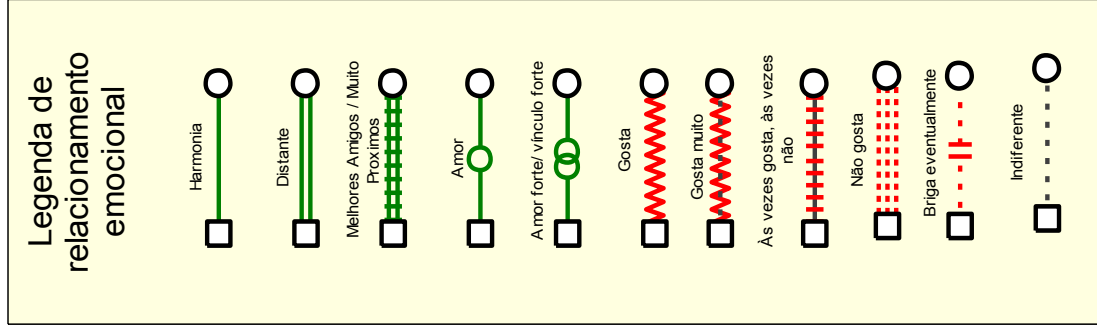 Legenda de
relacionamento
emocional
Harmonia
Distante
Melhores Amigos / Muito
Proximos
Amor
Amor forte/ vínculo forte
Gosta
Gosta muito
Às vezes gosta, às vezes
não
Não gosta
Briga eventualmente
Indiferente